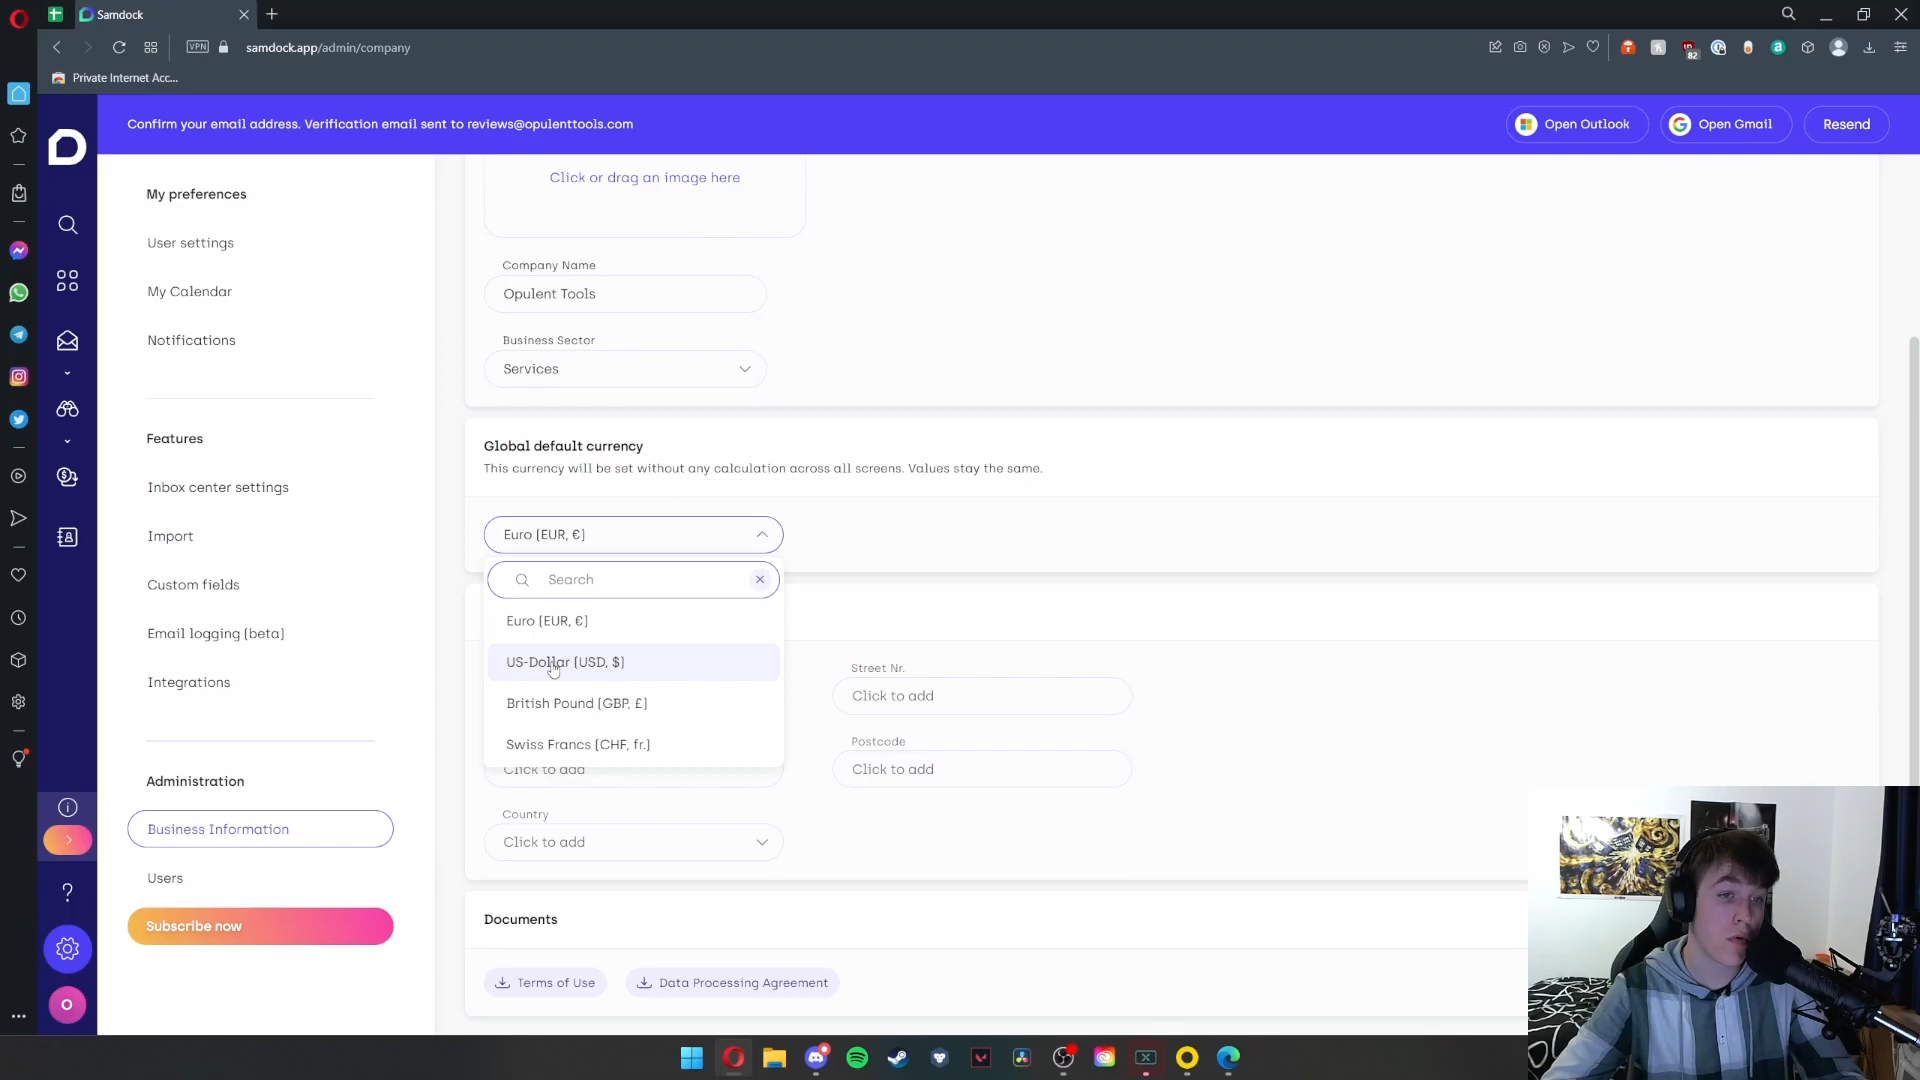 Samdock
VPN
samdock.app/admin/company
82
Private Internet Acc...
Confirm your email address. Verification email sent to reviews@opulenttools.com
Open Outlook
Open Gmail
Resend
My preferences
User settings
My Calendar
Notifications
Features
Inbox center settings
Import
Custom fields
Email logging [beta]
Integrations
Administration
Business Information
Users
Subscribe now
O
Click or drag an image here
Company Name
Opulent Tools
Business Sector
Services
Global default currency
This currency will be set without any calculation across all screens. Values stay the same.
Euro [EUR, €]
Search
Euro [EUR, €]
US-Dollar [USD, $]
British Pound [GBP, £]
Swiss Francs [CHF, fr.]
Street Nr.
Click to add
Postcode
Click to add
Click to add
Country
Click to add
Documents
Terms of Use
Data Processing Agreement